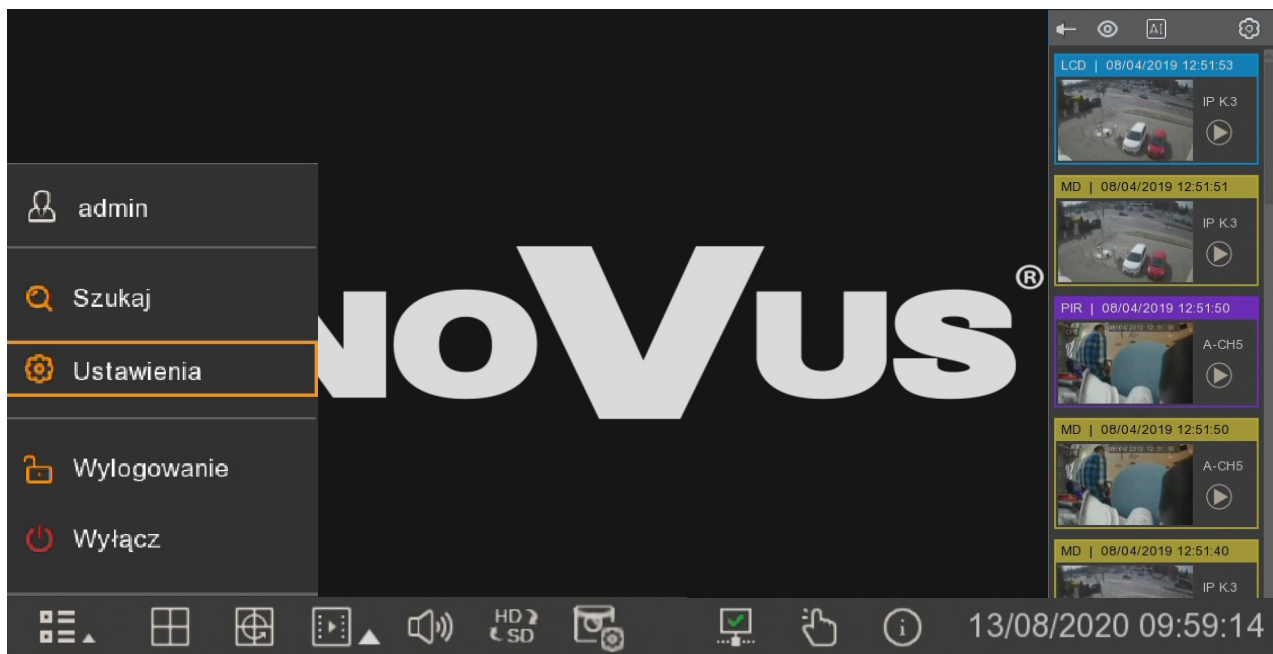 admin
Szukaj
Ustawienia
Wylogowanie
Wyłącz
NOVUS®
AI
LCD | 08/04/2019 12:51:53
IP K.3
MD | 08/04/2019 12:51:51
IP K.3
PIR | 08/04/2019 12:51:50
A-CH5
MD | 08/04/2019 12:51:50
A-CH5
MD | 08/04/2019 12:51:40
IP K.3
HD
SD
13/08/2020 09:59:14